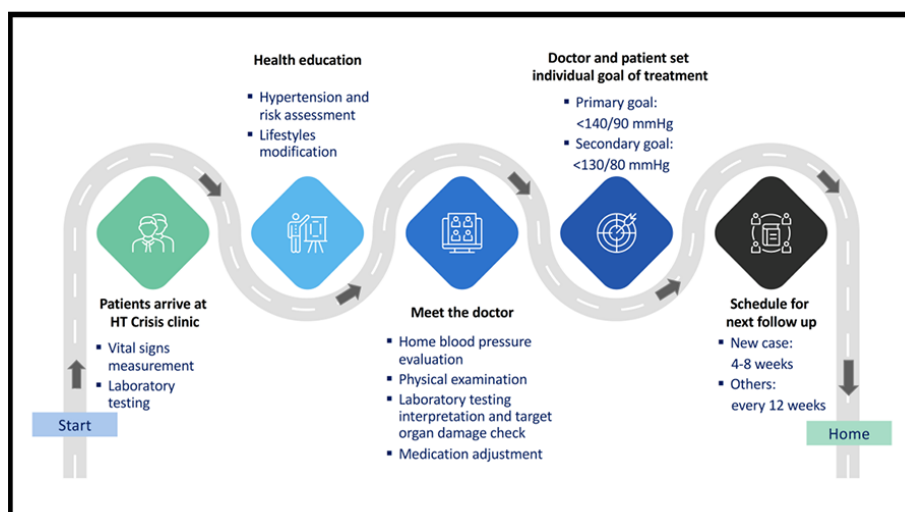 Start
Patients arrive at
HT Crisis clinic
▪ Vital signs
measurement
▪ Laboratory
testing
Health education
▪ Hypertension and
risk assessment
▪ Lifestyles
modification
Meet the doctor
▪ Home blood pressure
evaluation
▪ Physical examination
▪ Laboratory testing
interpretation and target
organ damage check
▪ Medication adjustment
Doctor and patient set
individual goal of treatment
▪ Primary goal:
<140/90 mmHg
▪ Secondary goal:
<130/80 mmHg
Schedule for
next follow up
▪ New case:
4-8 weeks
▪ Others:
every 12 weeks
Home